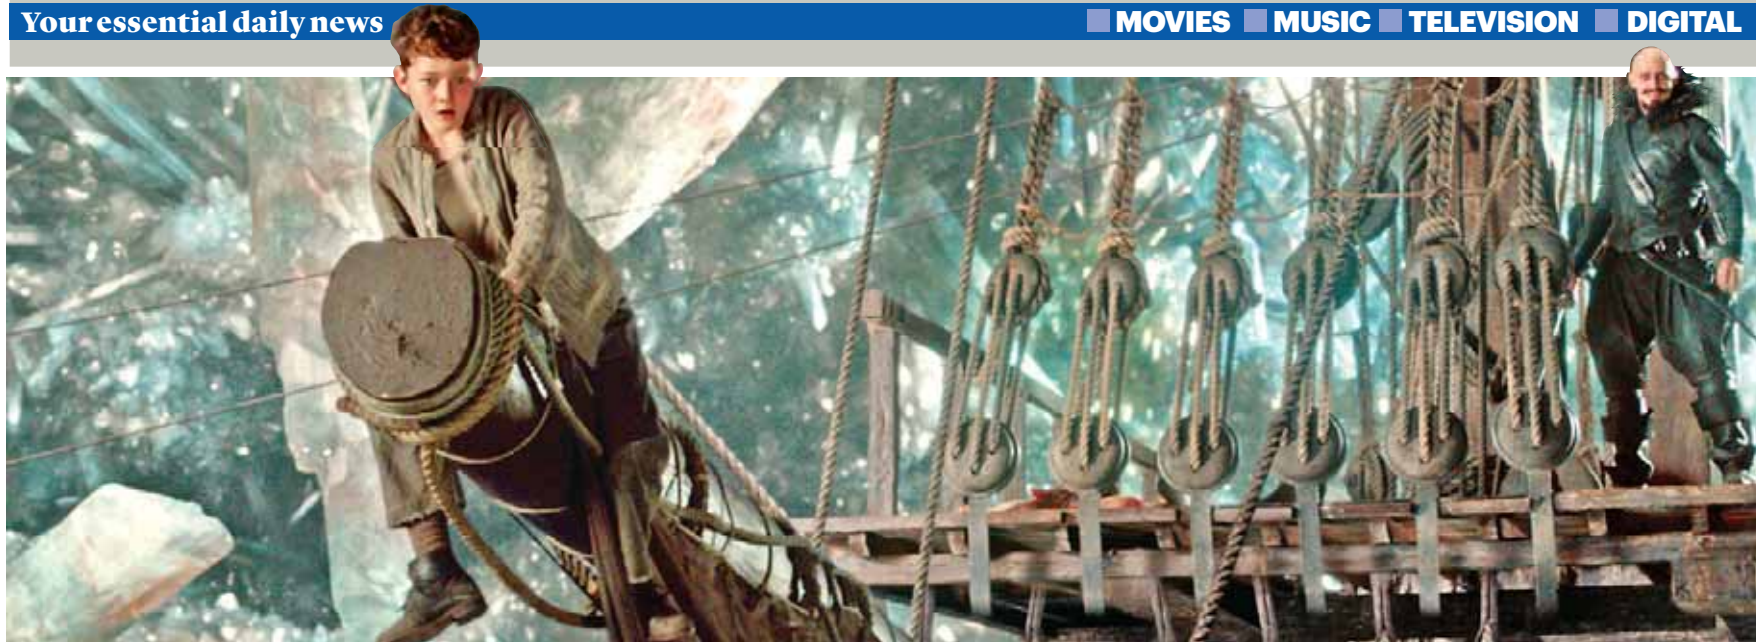 Your essential daily news
MOVIES MUSIC TELEVISION DIGITAL